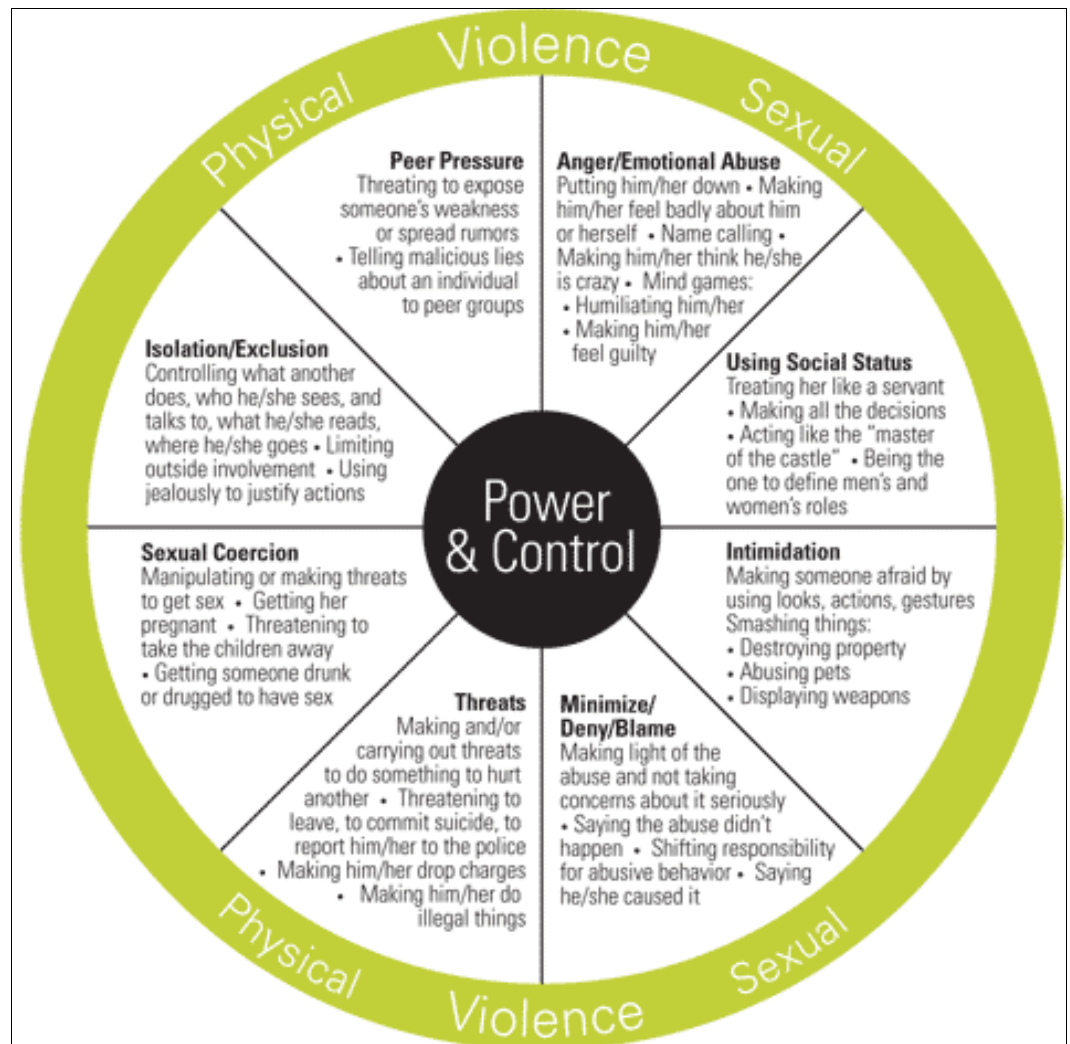 Physical
Violence
Sexual
Peer Pressure
Threating to expose
someone's weakness
or spread rumors
• Telling malicious lies
about an individual
to peer groups
Anger/Emotional Abuse
Putting him/her down • Making
him/her feel badly about him
or herself • Name calling •
Making him/her think he/she
is crazy • Mind games:
• Humiliating him/her
• Making him/her
feel guilty
Isolation/Exclusion
Controlling what another
does, who he/she sees, and
talks to, what he/she reads,
where he/she goes • Limiting
outside involvement • Using
jealously to justify actions
Using Social Status
Treating her like a servant
• Making all the decisions
• Acting like the "master
of the castle" • Being the
one to define men's and
women's roles
Power
& Control
Sexual Coercion
Manipulating or making threats
to get sex • Getting her
pregnant • Threatening to
take the children away
• Getting someone drunk
or drugged to have sex
Intimidation
Making someone afraid by
using looks, actions, gestures
Smashing things:
• Destroying property
• Abusing pets
• Displaying weapons
Threats
Making and/or
carrying out threats
to do something to hurt
another • Threatening to
leave, to commit suicide, to
report him/her to the police
• Making him/her drop charges
• Making him/her do
illegal things
Minimize/
Deny/Blame
Making light of the
abuse and not taking
concerns about it seriously
• Saying the abuse didn't
happen • Shifting responsibility
for abusive behavior • Saying
he/she caused it
Physical
Violence
Sexual